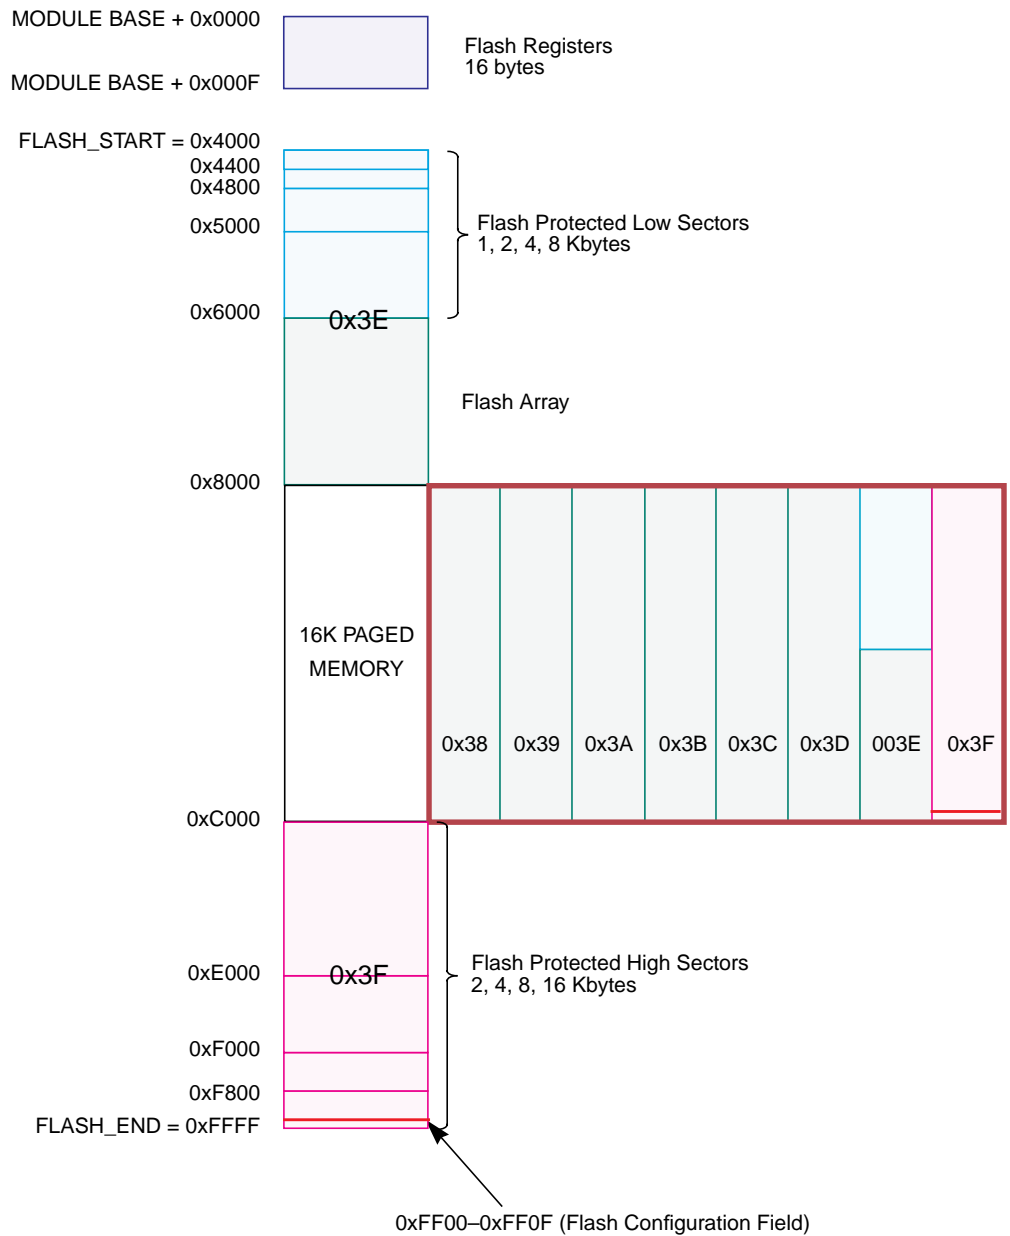 MODULE BASE + 0x0000
Flash Registers
16 bytes
MODULE BASE + 0x000F
FLASH_START = 0x4000
0x4400
0x4800
0x5000
Flash Protected Low Sectors
1, 2, 4, 8 Kbytes
0x6000
0x3E
Flash Array
0x8000
16K PAGED
MEMORY
0x38 0x39 0x3A 0x3B 0x3C 0x3D 003E 0x3F
0xC000
Flash Protected High Sectors
2, 4, 8, 16 Kbytes
0xE000
0x3F
0xF000
0xF800
FLASH_END = 0xFFFF
0xFF00–0xFF0F (Flash Configuration Field)